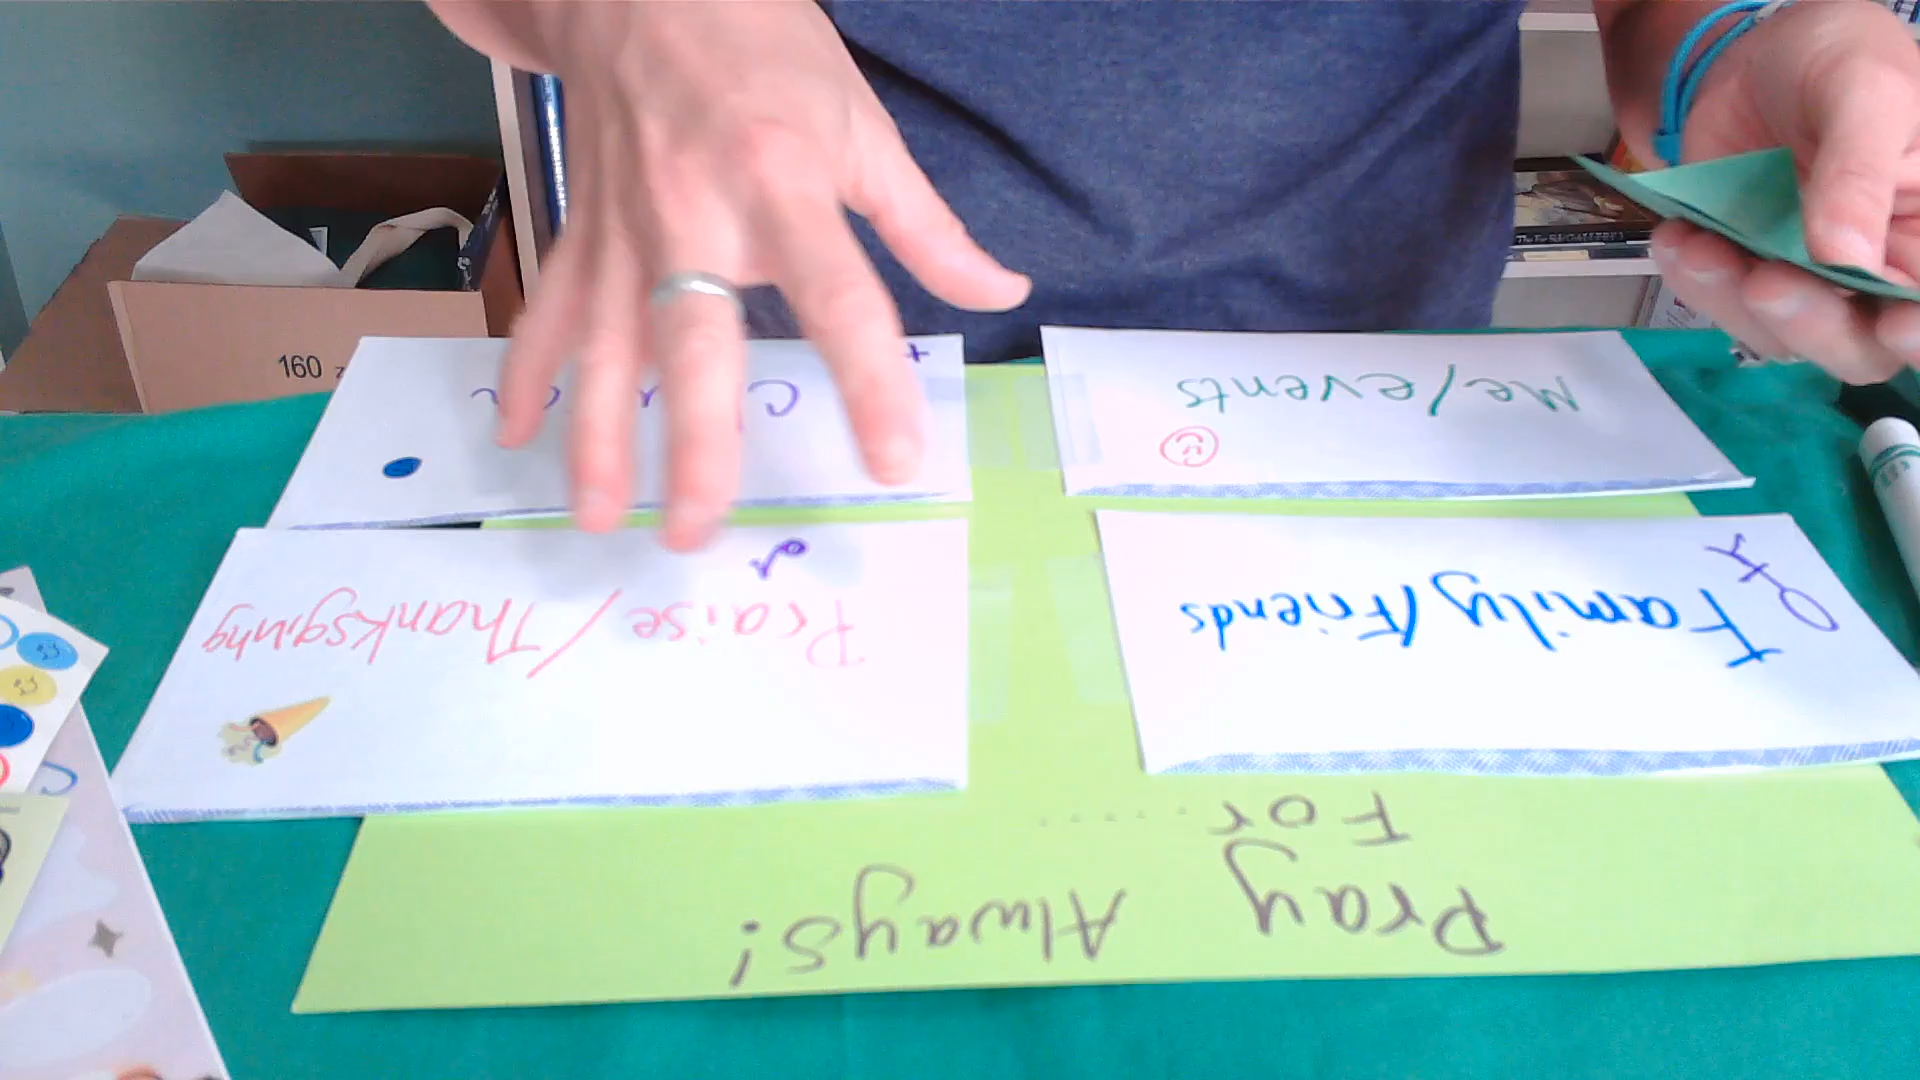 Pray Always!
For......
Family/Friends
Praise/Thanksgiving
Me/events
160